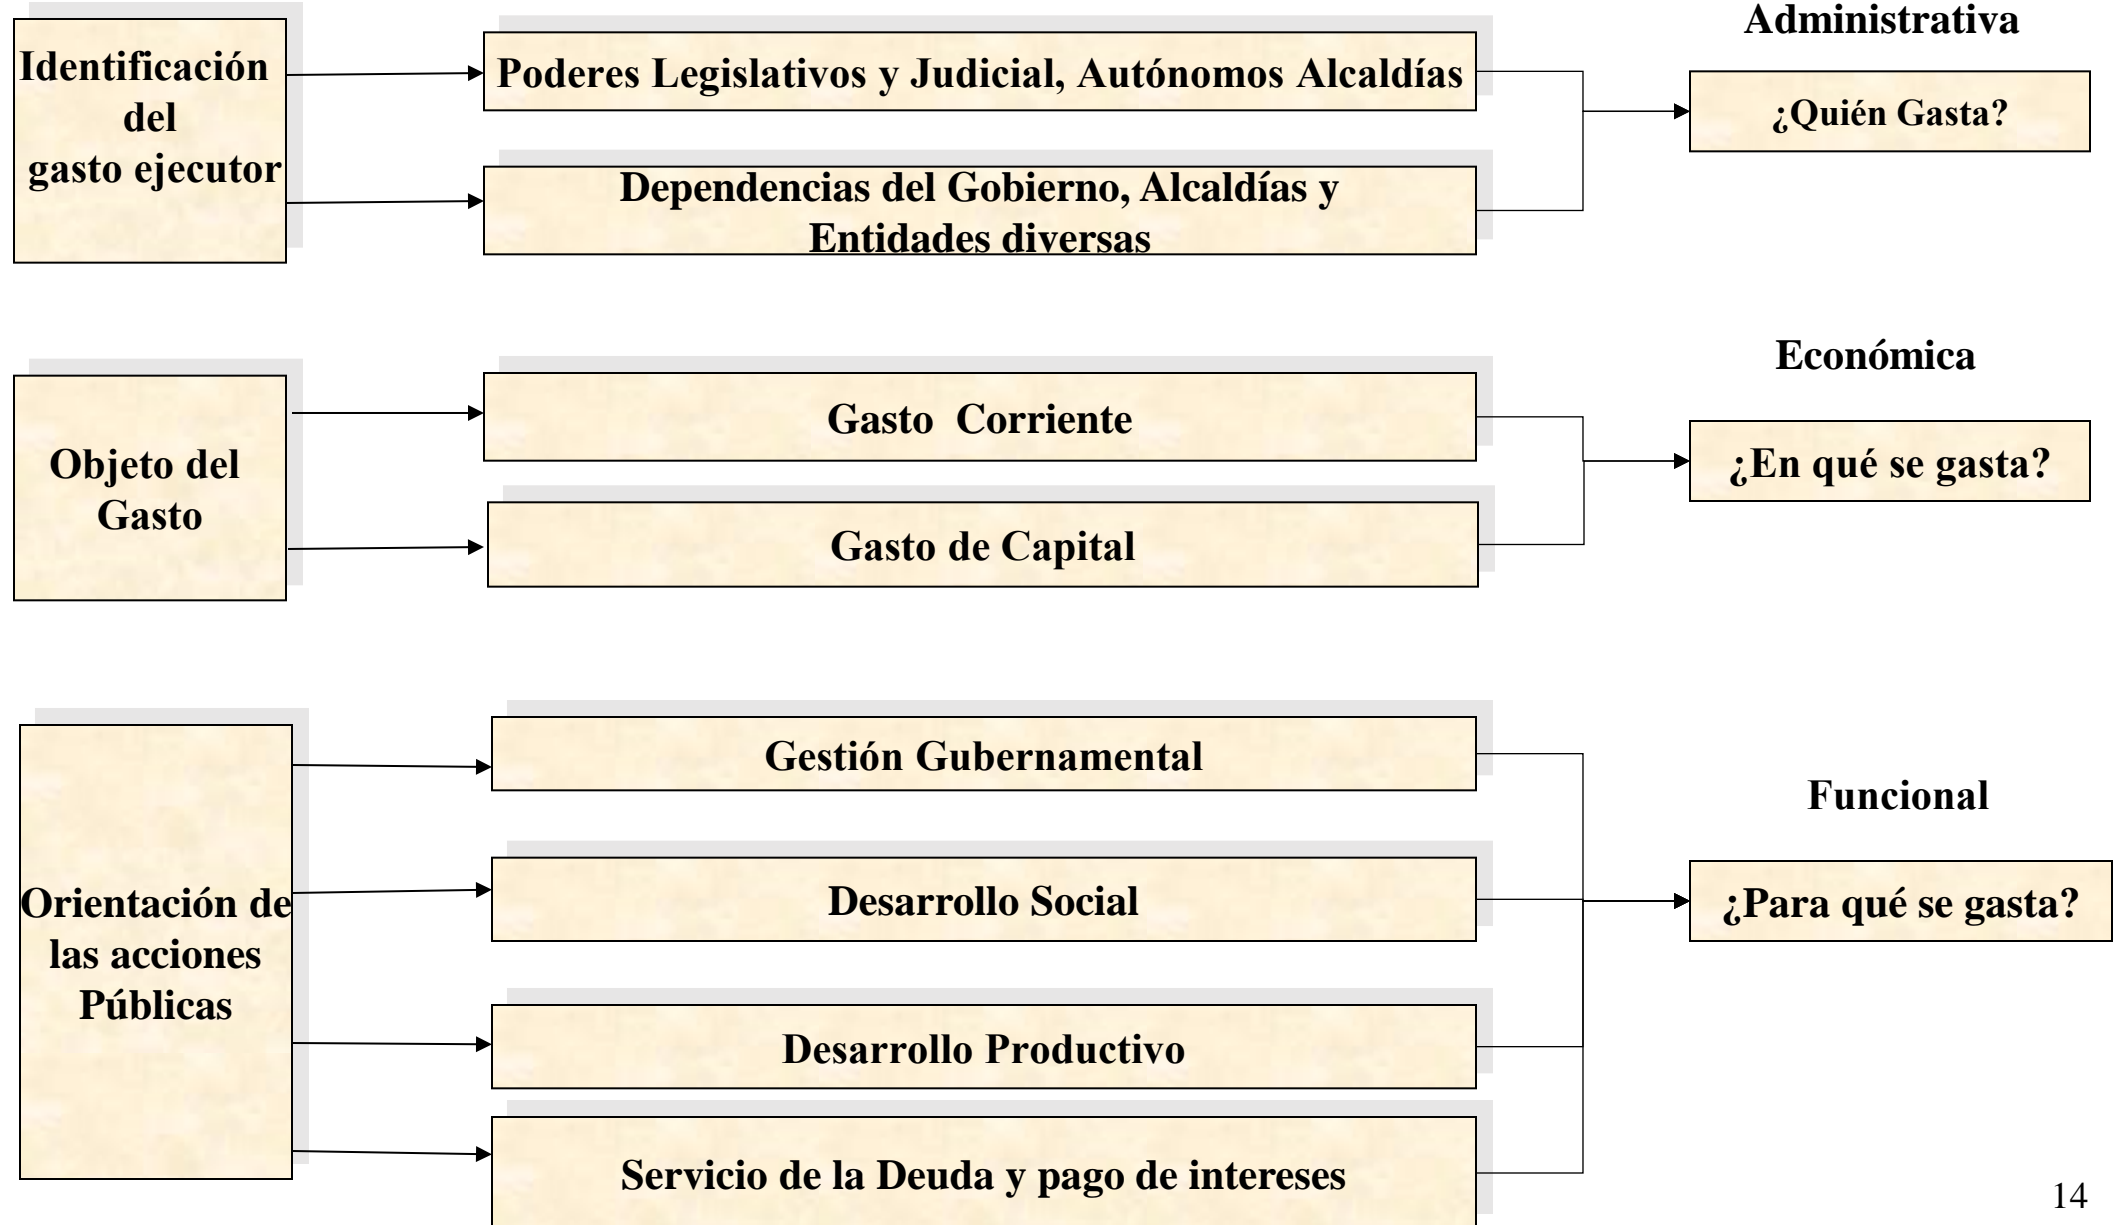 Administrativa
Identificación
del
gasto ejecutor
Poderes Legislativos y Judicial, Autónomos Alcaldías
¿Quién Gasta?
Dependencias del Gobierno, Alcaldías y
Entidades diversas
Económica
Objeto del
Gasto
Gasto Corriente
¿En qué se gasta?
Gasto de Capital
Orientación de
las acciones
Públicas
Gestión Gubernamental
Funcional
Desarrollo Social
¿Para qué se gasta?
Desarrollo Productivo
Servicio de la Deuda y pago de intereses
14